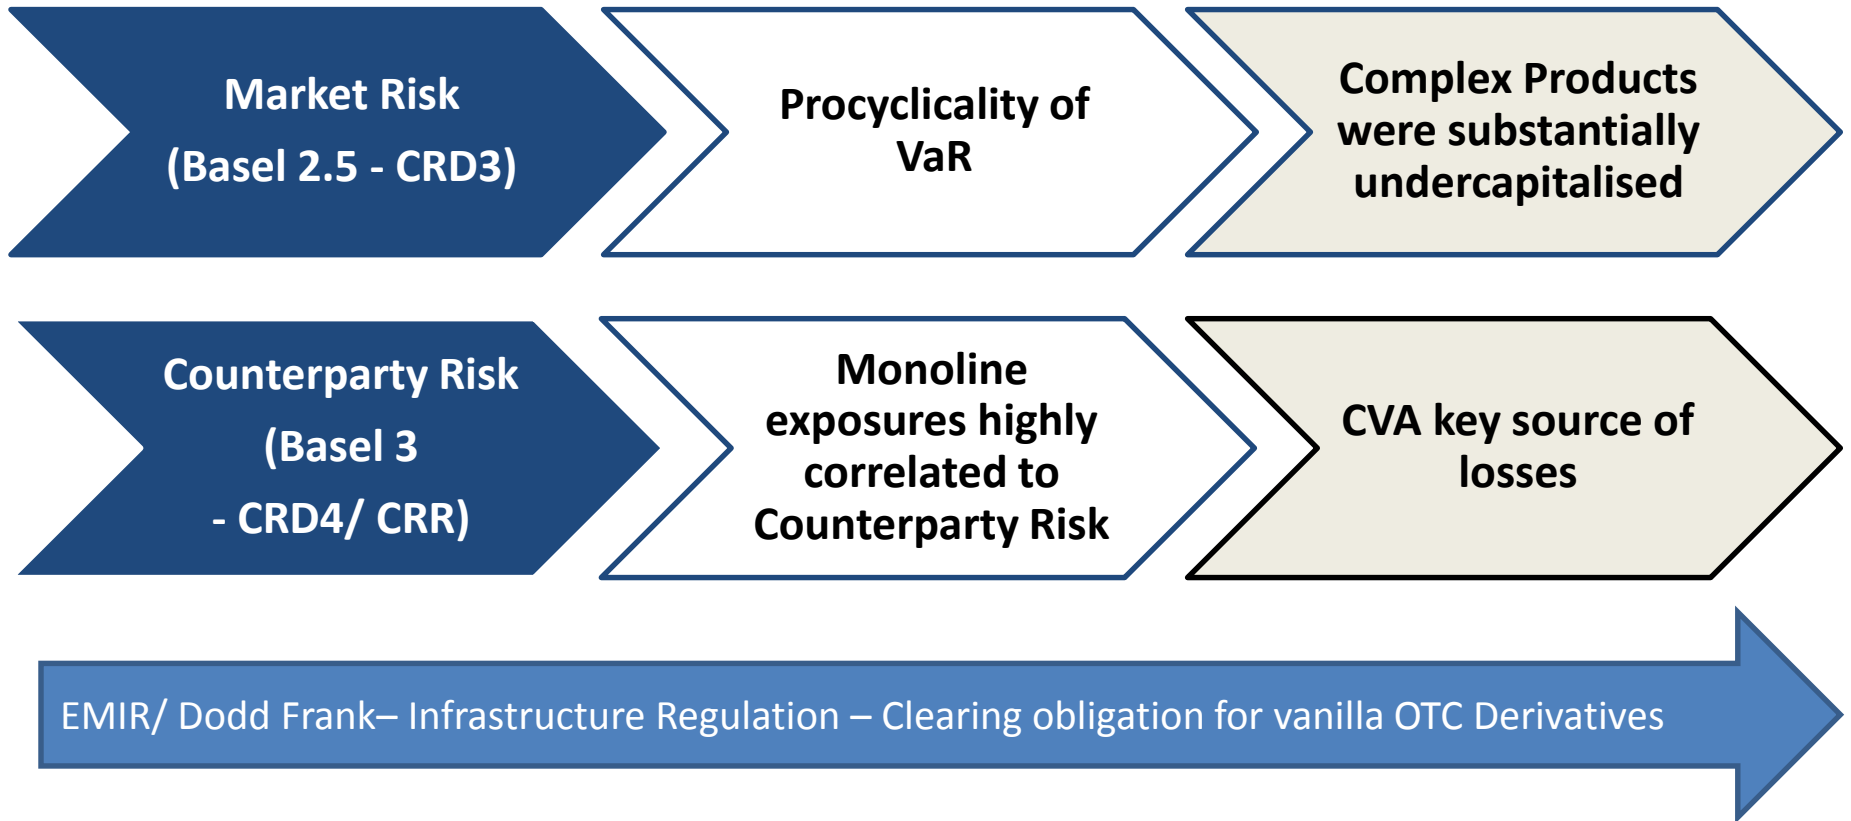 Market Risk
(Basel 2.5 - CRD3)
Procyclicality of
VaR
Complex Products
were substantially
undercapitalised
Counterparty Risk
(Basel 3
- CRD4/ CRR)
Monoline
exposures highly
correlated to
Counterparty Risk
CVA key source of
losses
EMIR/ Dodd Frank– Infrastructure Regulation – Clearing obligation for vanilla OTC Derivatives